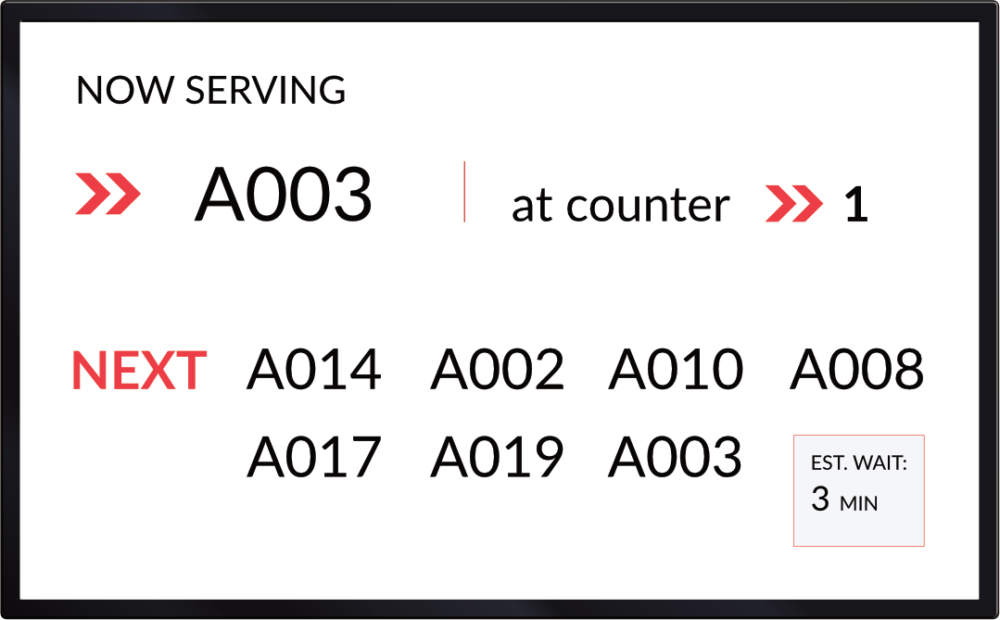 NOW SERVING
A003 at counter 1
NEXT A014 A002 A010 A008
A017 A019 A003
EST. WAIT:
3 MIN